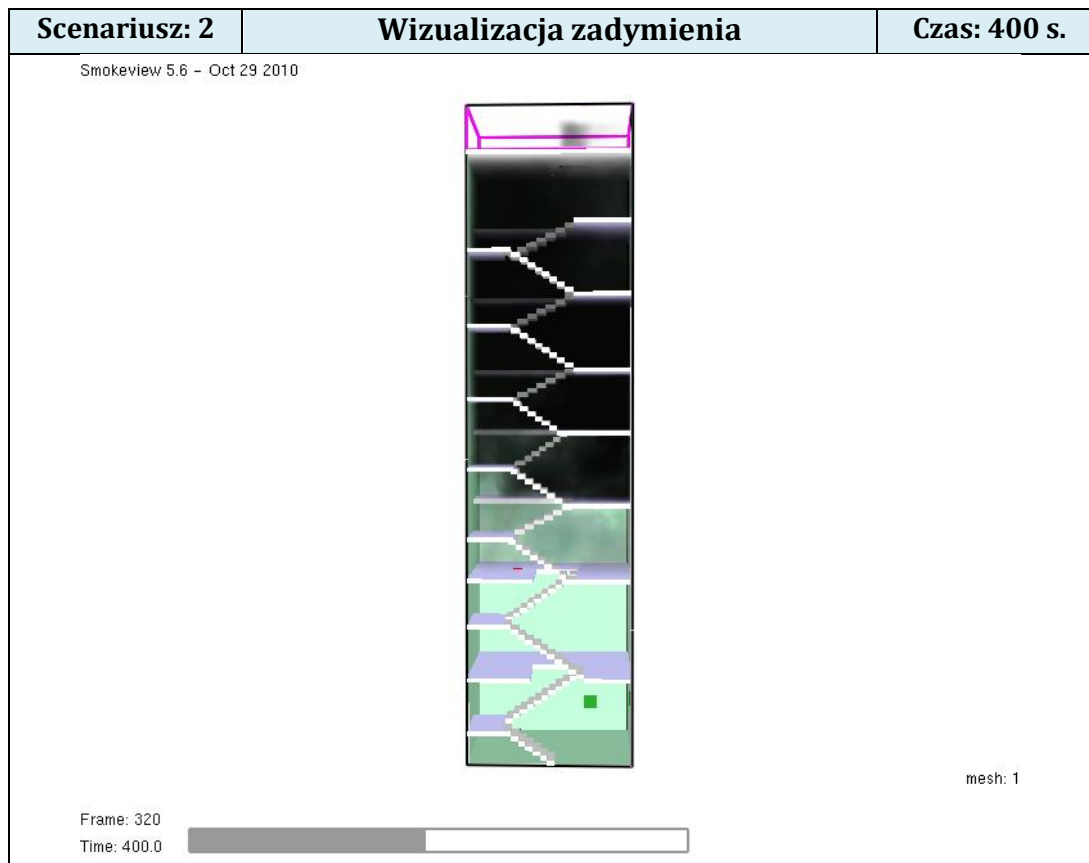 Scenariusz: 2 Wizualizacja zadymienia Czas: 400 s.
Smokeview 5.6 - Oct 29 2010
mesh: 1
Frame: 320
Time: 400.0